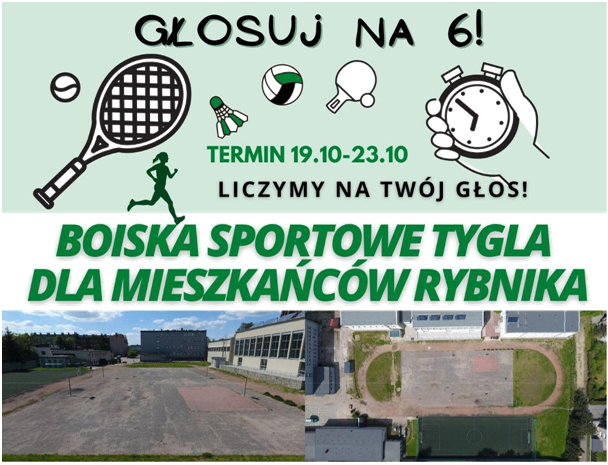 GŁOSUJ NA 6!
TERMIN 19.10-23.10
LICZYMY NA TWÓJ GŁOS!
BOISKA SPORTOWE TYGLA
DLA MIESZKAŃCÓW RYBNIKA